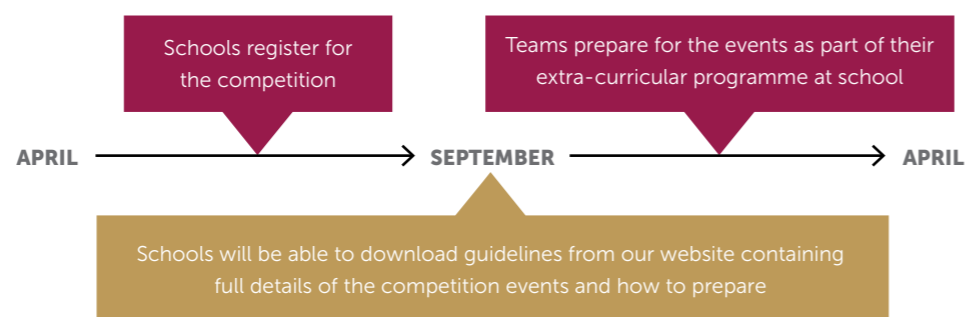 Schools register for
the competition
Teams prepare for the events as part of their
extra-curricular programme at school
APRIL
SEPTEMBER
APRIL
Schools will be able to download guidelines from our website containing
full details of the competition events and how to prepare